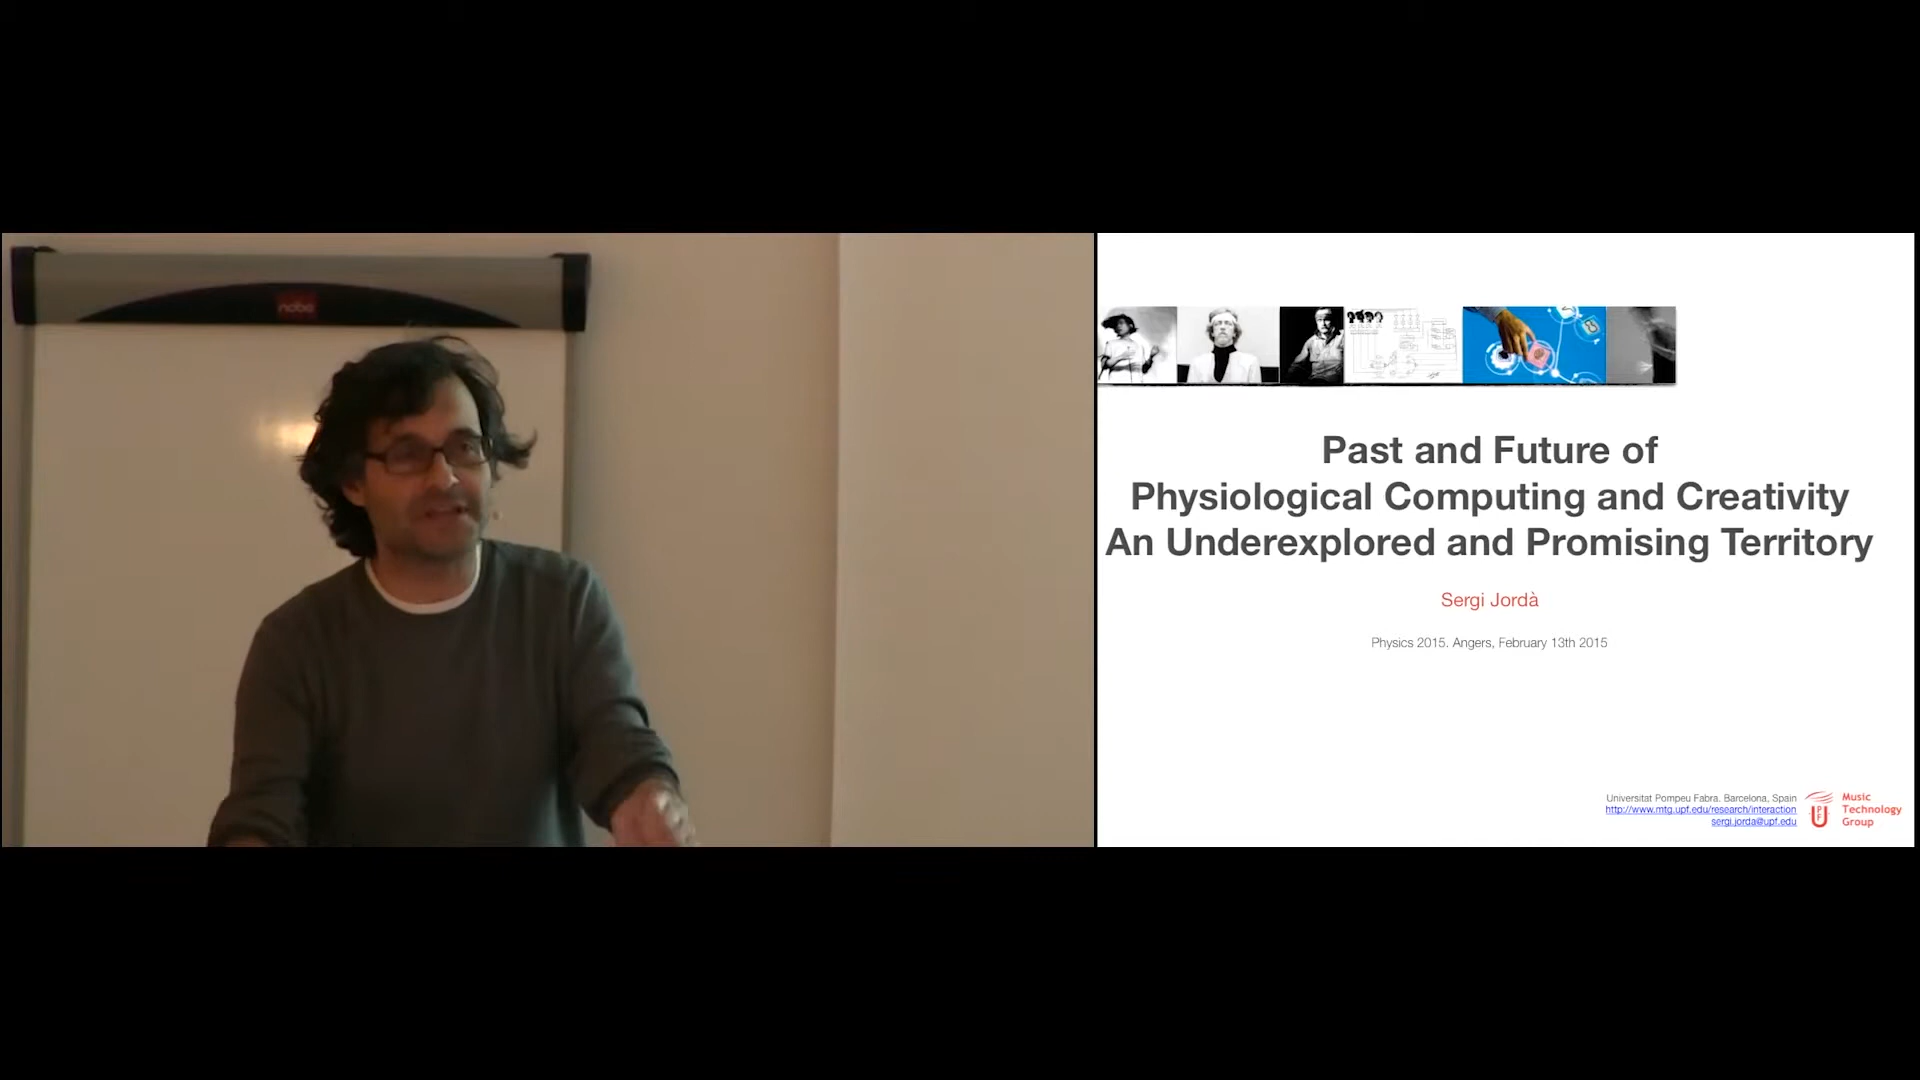 nobo
Past and Future of
Physiological Computing and Creativity
An Underexplored and Promising Territory
Sergi Jordà
Physics 2015. Angers, February 13th 2015
Universitat Pompeu Fabra. Barcelona, Spain
http://www.mtg.upf.edu/research/interaction
sergi.jorda@upf.edu
Music
Technology
Group